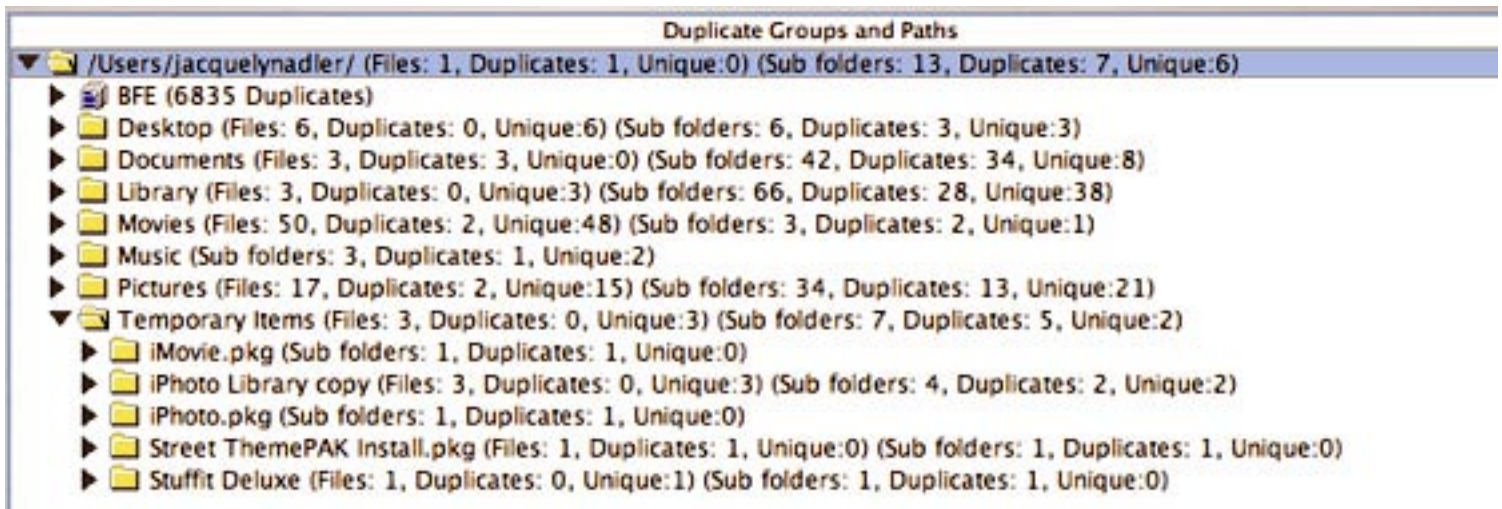 Duplicate Groups and Paths
/Users/jacquelynadler/ (Files: 1, Duplicates: 1, Unique:0) (Sub folders: 13, Duplicates: 7, Unique:6)
BFE (6835 Duplicates)
Desktop (Files: 6, Duplicates: 0, Unique:6) (Sub folders: 6, Duplicates: 3, Unique:3)
Documents (Files: 3, Duplicates: 3, Unique:0) (Sub folders: 42, Duplicates: 34, Unique:8)
Library (Files: 3, Duplicates: 0, Unique:3) (Sub folders: 66, Duplicates: 28, Unique:38)
Movies (Files: 50, Duplicates: 2, Unique:48) (Sub folders: 3, Duplicates: 2, Unique:1)
Music (Sub folders: 3, Duplicates: 1, Unique:2)
Pictures (Files: 17, Duplicates: 2, Unique:15) (Sub folders: 34, Duplicates: 13, Unique:21)
Temporary Items (Files: 3, Duplicates: 0, Unique:3) (Sub folders: 7, Duplicates: 5, Unique:2)
iMovie.pkg (Sub folders: 1, Duplicates: 1, Unique:0)
iPhoto Library copy (Files: 3, Duplicates: 0, Unique:3) (Sub folders: 4, Duplicates: 2, Unique:2)
iPhoto.pkg (Sub folders: 1, Duplicates: 1, Unique:0)
Street ThemePAK Install.pkg (Files: 1, Duplicates: 1, Unique:0) (Sub folders: 1, Duplicates: 1, Unique:0)
Stuffit Deluxe (Files: 1, Duplicates: 0, Unique:1) (Sub folders: 1, Duplicates: 1, Unique:0)